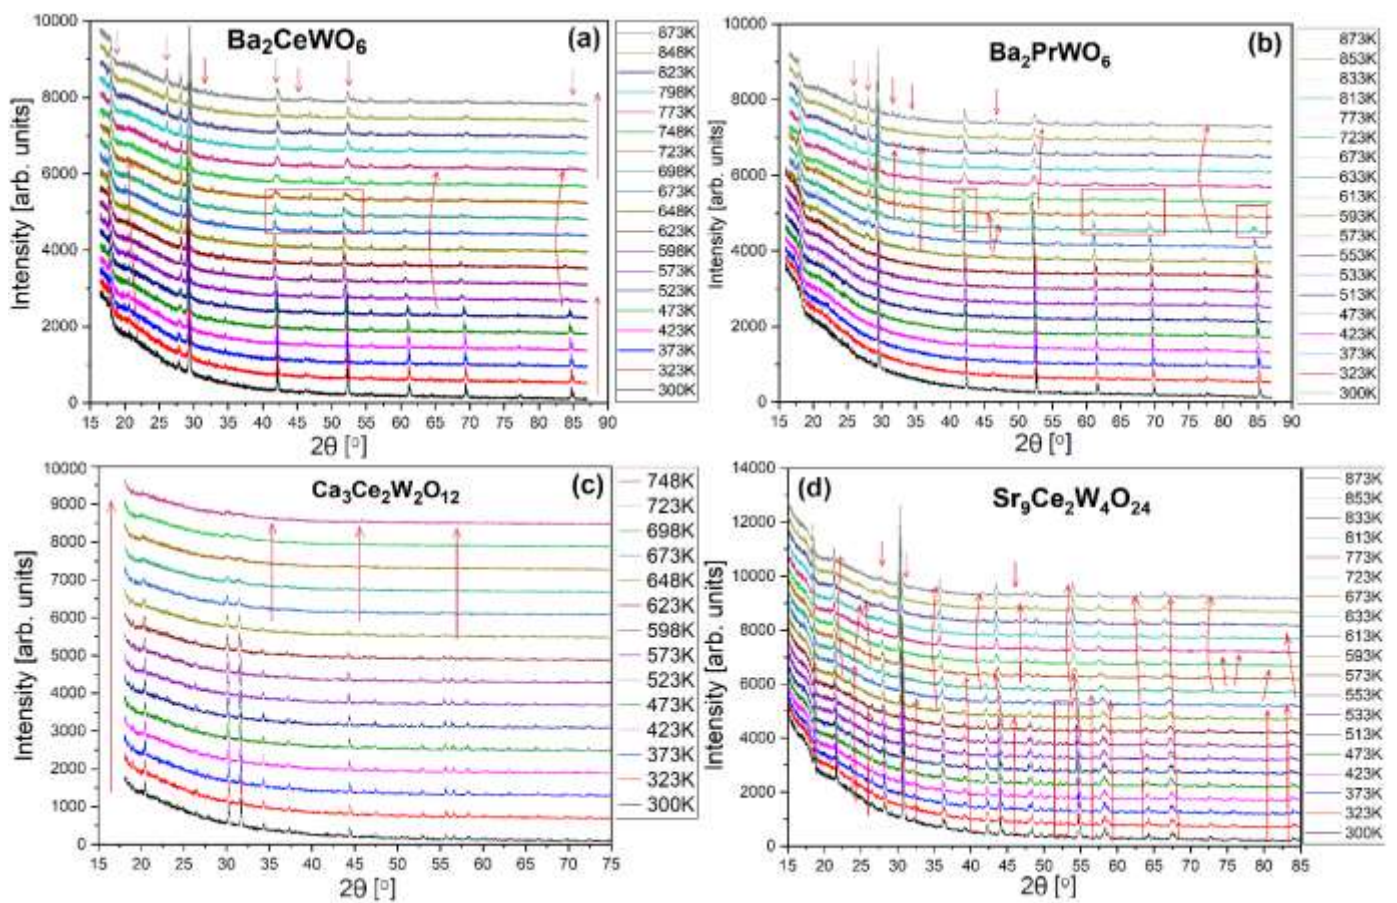 Ba2CeWO6
(a)
Intensity [arb. units]
10000
8000
6000
4000
2000
0
15 20 25 30 35 40 45 50 55 60 65 70 75 80 85 90
2θ [o]
873K
848K
823K
798K
773K
748K
723K
698K
673K
648K
623K
598K
573K
523K
473K
423K
373K
323K
300K
Ba2PrWO6
(b)
Intensity [arb. units]
10000
8000
6000
4000
2000
0
15 20 25 30 35 40 45 50 55 60 65 70 75 80 85 90
2θ [o]
873K
853K
833K
813K
773K
723K
673K
633K
613K
593K
573K
553K
533K
513K
473K
423K
373K
323K
300K
Ca3Ce2W2O12
(c)
Intensity [arb. units]
10000
9000
8000
7000
6000
5000
4000
3000
2000
1000
0
15 20 25 30 35 40 45 50 55 60 65 70 75
2θ [o]
748K
723K
698K
673K
648K
623K
598K
573K
523K
473K
423K
373K
323K
300K
(d)
Sr9Ce2W4O24
Intensity [arb. units]
14000
12000
10000
8000
6000
4000
2000
0
15 20 25 30 35 40 45 50 55 60 65 70 75 80 85
2θ [o]
873K
853K
833K
813K
773K
723K
673K
633K
613K
593K
573K
553K
533K
513K
473K
423K
373K
323K
300K